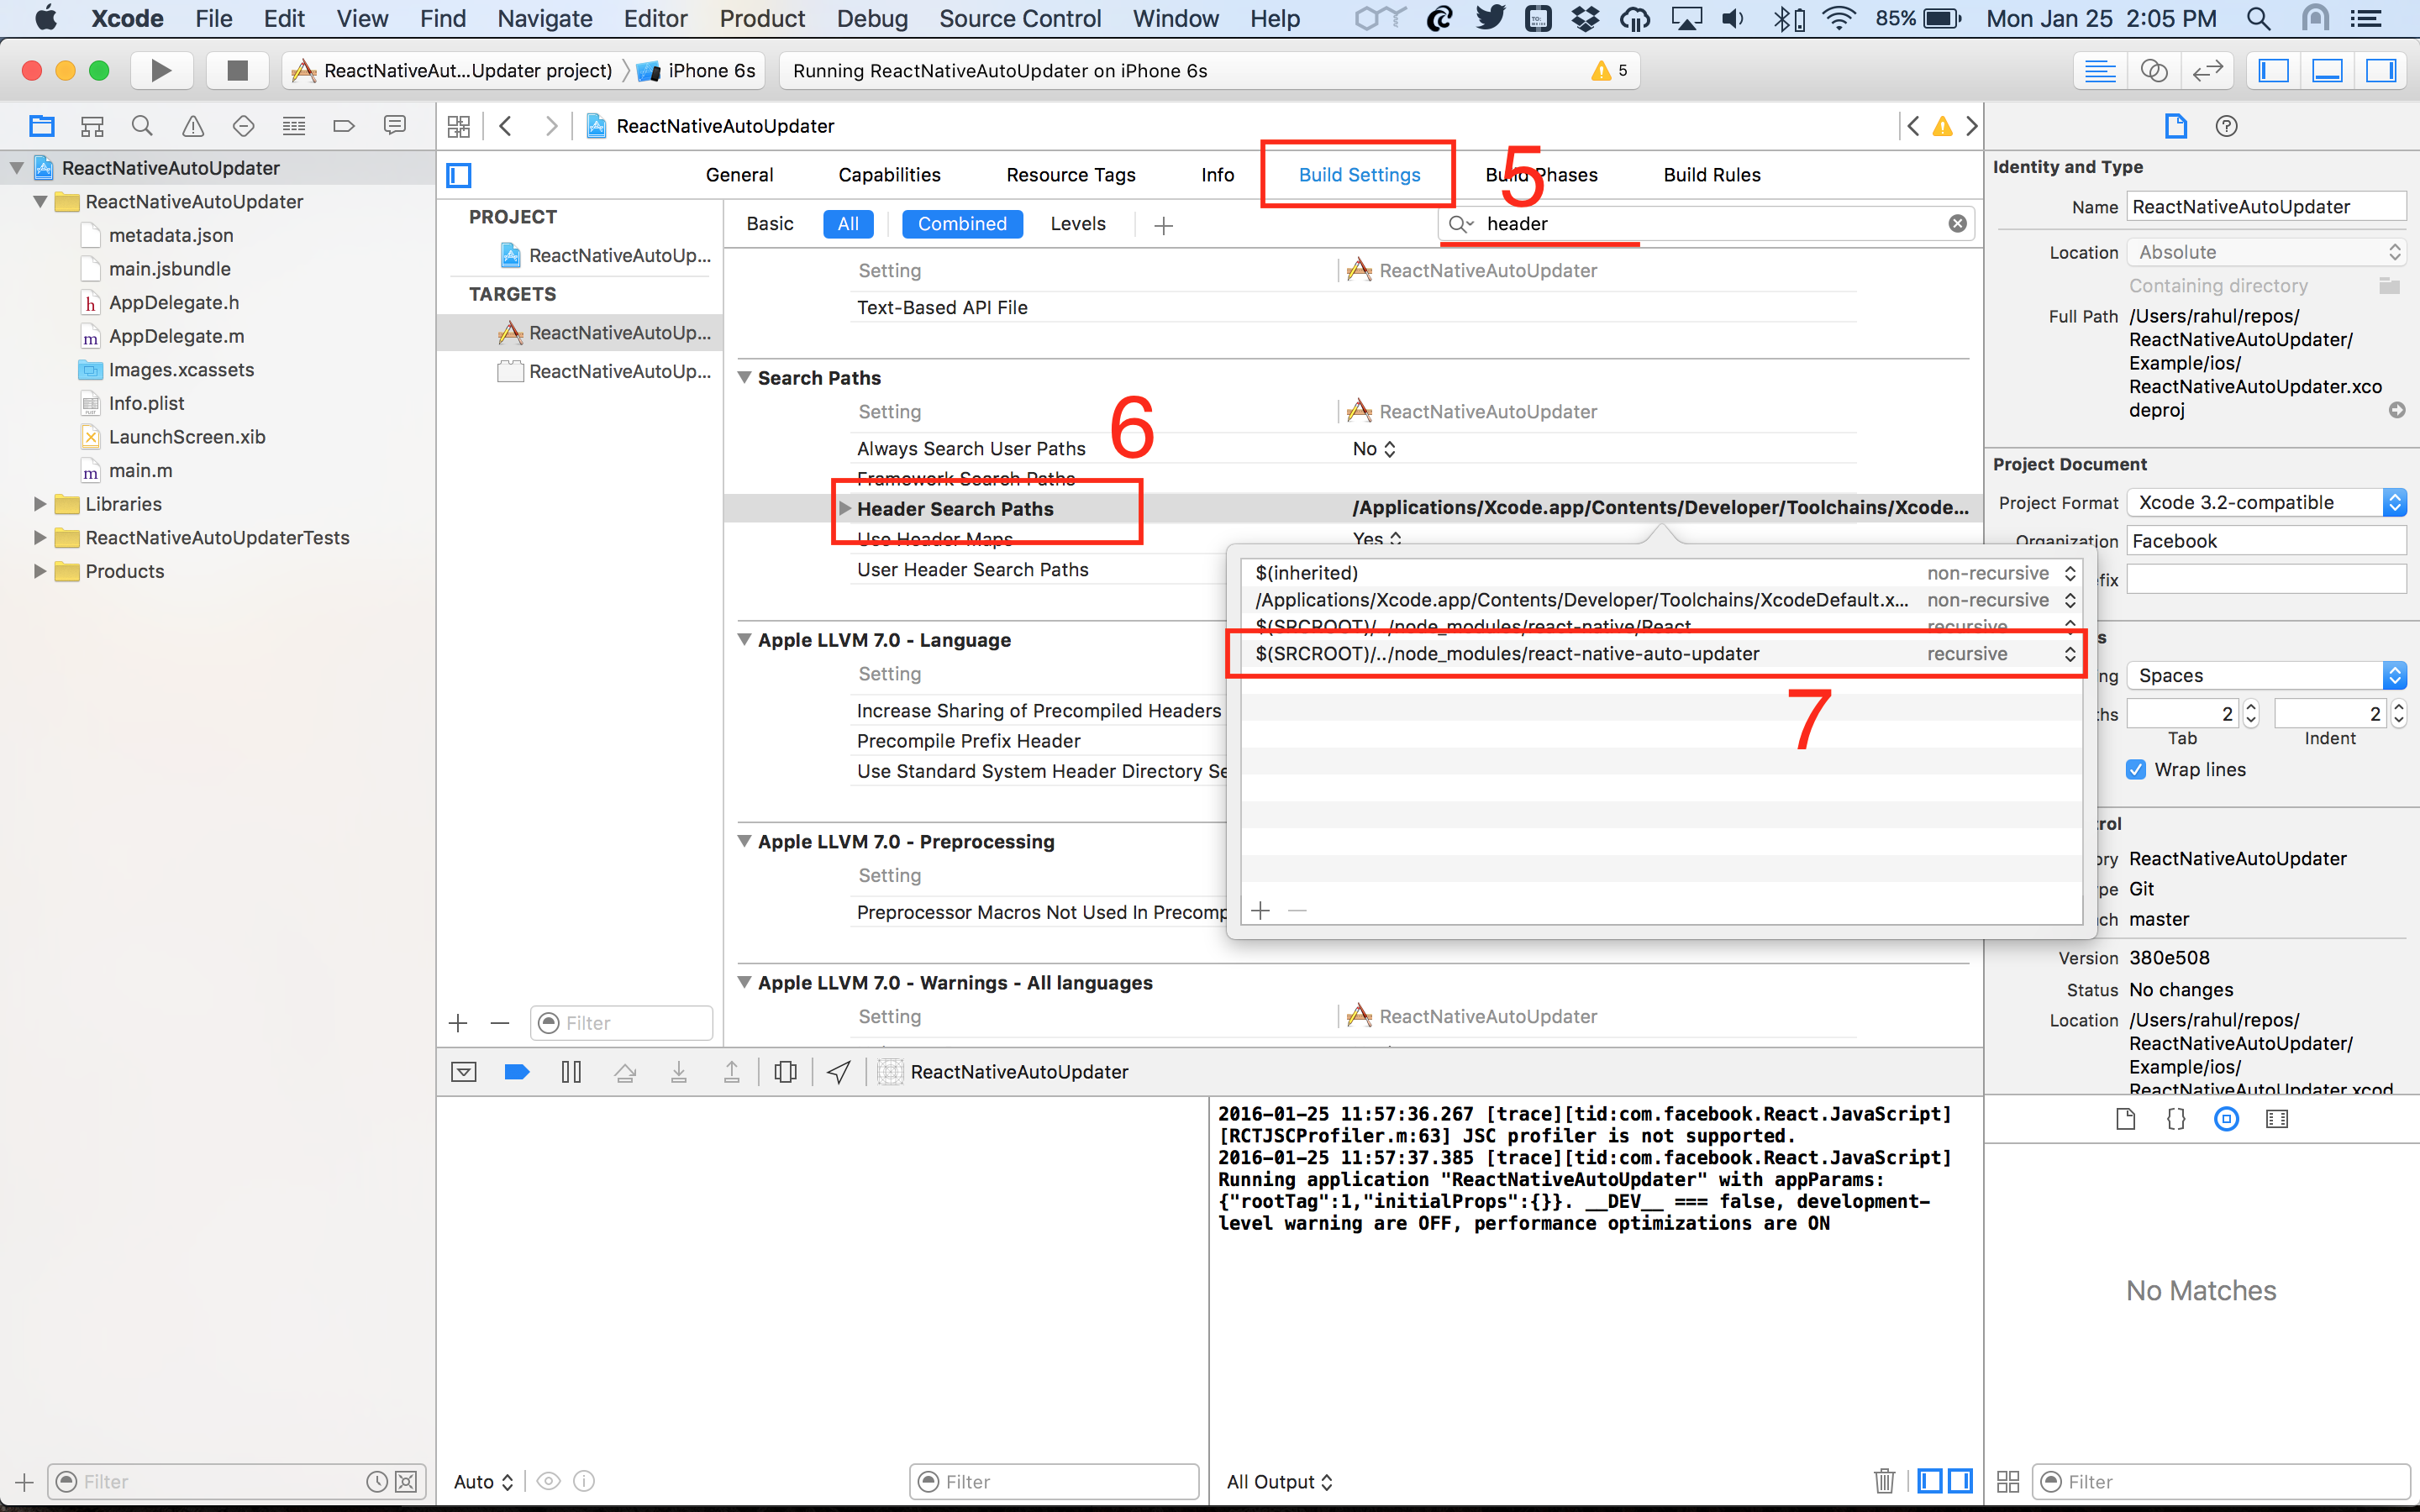 Xcode File Edit View Find Navigate Editor Product Debug Source Control Window Help 85% Mon Jan 25 2:05 PM
ReactNativeAut...Updater project) iPhone 6s
Running ReactNativeAutoUpdater on iPhone 6s 5
ReactNativeAutoUpdater
ReactNativeAutoUpdater
metadata.json
main.jsbundle
h AppDelegate.h
m AppDelegate.m
Images.xcassets
Info.plist
LaunchScreen.xib
m main.m
Libraries
ReactNativeAutoUpdaterTests
Products
Filter
ReactNativeAutoUpdater
General Capabilities Resource Tags Info Build Settings Build Phases Build Rules
5
PROJECT
ReactNativeAutoUp...
TARGETS
ReactNativeAutoUp...
ReactNativeAutoUp...
Filter
Basic All Combined Levels
header
Setting ReactNativeAutoUpdater
Text-Based API File
Search Paths
Setting ReactNativeAutoUpdater
6
Always Search User Paths No
Framework Search Paths
Header Search Paths /Applications/Xcode.app/Contents/Developer/Toolchains/Xcode...
Use Header Maps Yes
User Header Search Paths
$(inherited) non-recursive
/Applications/Xcode.app/Contents/Developer/Toolchains/XcodeDefault.x... non-recursive
$(SRCROOT)/../node_modules/react-native/React recursive
$(SRCROOT)/../node_modules/react-native-auto-updater recursive
7
Apple LLVM 7.0 - Language
Setting
Increase Sharing of Precompiled Headers
Precompile Prefix Header
Use Standard System Header Directory Se
Apple LLVM 7.0 - Preprocessing
Setting
Preprocessor Macros Not Used In Precomp
Apple LLVM 7.0 - Warnings - All languages
Setting ReactNativeAutoUpdater
ReactNativeAutoUpdater
2016-01-25 11:57:36.267 [trace][tid:com.facebook.React.JavaScript]
[RCTJSCProfiler.m:63] JSC profiler is not supported.
2016-01-25 11:57:37.385 [trace][tid:com.facebook.React.JavaScript]
Running application "ReactNativeAutoUpdater" with appParams:
{"rootTag":1,"initialProps":{}}. __DEV__ === false, development-
level warning are OFF, performance optimizations are ON
Auto
Filter
All Output
Identity and Type
Name ReactNativeAutoUpdater
Location Absolute
Containing directory
Full Path /Users/rahul/repos/
ReactNativeAutoUpdater/
Example/ios/
ReactNativeAutoUpdater.xco
deproj
Project Document
Project Format Xcode 3.2-compatible
Organization Facebook
fix
s
ng Spaces
ths 2 2
Tab Indent
Wrap lines
rol
ory ReactNativeAutoUpdater
pe Git
ch master
Version 380e508
Status No changes
Location /Users/rahul/repos/
ReactNativeAutoUpdater/
Example/ios/
ReactNativeAutoUpdater.xcod
No Matches
Filter